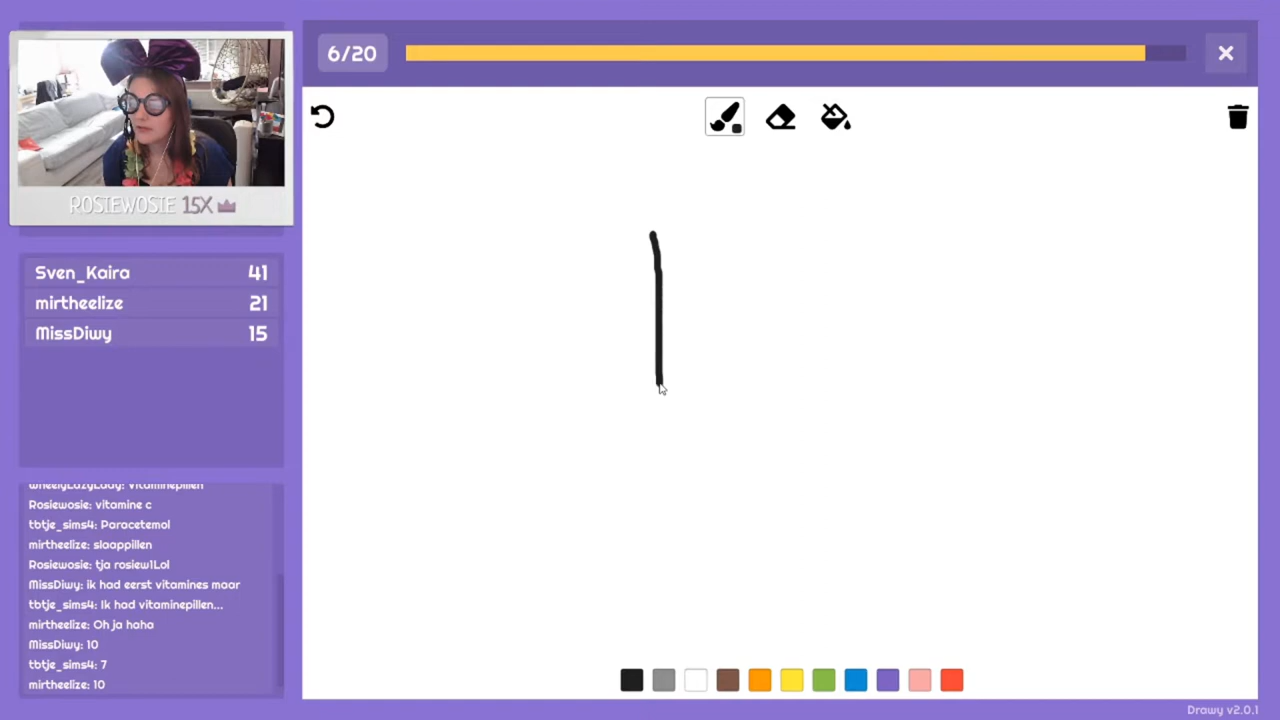 6/20
ROSIEWOSIE 15X
Sven_Kaira 41
mirtheelize 21
MissDiwy 15
Rosiewosie: vitamine c
tbtje_sims4: Paracetemol
mirtheelize: slaappillen
Rosiewosie: tja rosiew1Lol
MissDiwy: ik had eerst vitamines maar
tbtje_sims4: Ik had vitaminepillen...
mirtheelize: Oh ja haha
MissDiwy: 10
tbtje_sims4: 7
mirtheelize: 10
Drawy v2.0.1